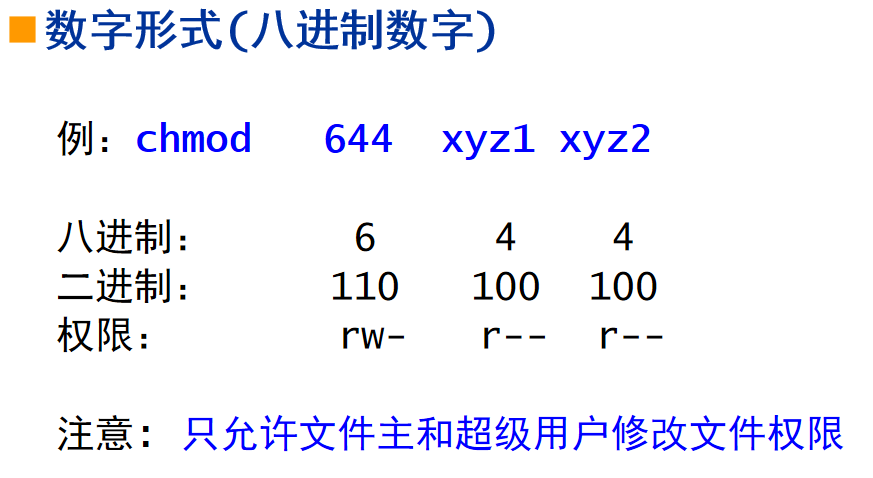 数字形式(八进制数字)
例：chmod 644 xyz1 xyz2
八进制： 6 4 4
二进制： 110 100 100
权限： rw- r-- r--
注意: 只允许文件主和超级用户修改文件权限